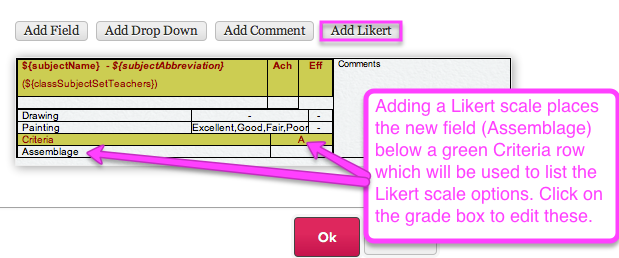 Add Field Add Drop Down Add Comment Add Likert
${subjectName} - ${subjectAbbreviation} Ach Eff Comments
(${classSubjectSetTeachers})
Drawing - -
Painting Excellent,Good,Fair,Poor -
Criteria A
Assemblage
Adding a Likert scale places
the new field (Assemblage)
below a green Criteria row
which will be used to list the
Likert scale options. Click on
the grade box to edit these.
Ok